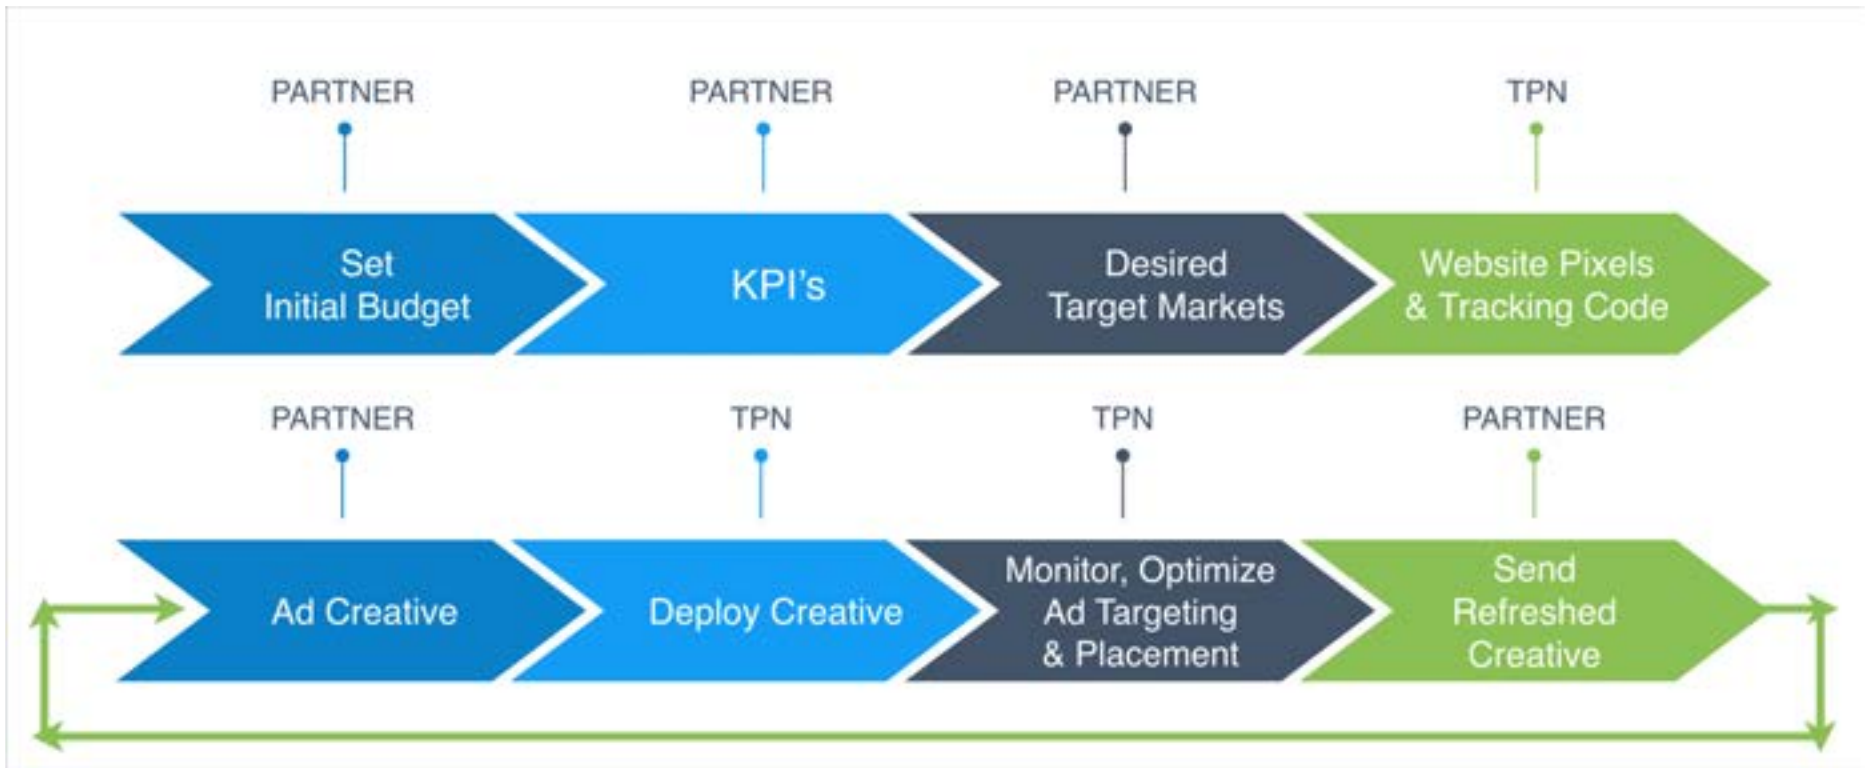 PARTNER
PARTNER
PARTNER
TPN
Set
Initial Budget
KPI's
Desired
Target Markets
Website Pixels
& Tracking Code
PARTNER
TPN
TPN
PARTNER
Ad Creative
Deploy Creative
Monitor, Optimize
Ad Targeting
& Placement
Send
Refreshed
Creative